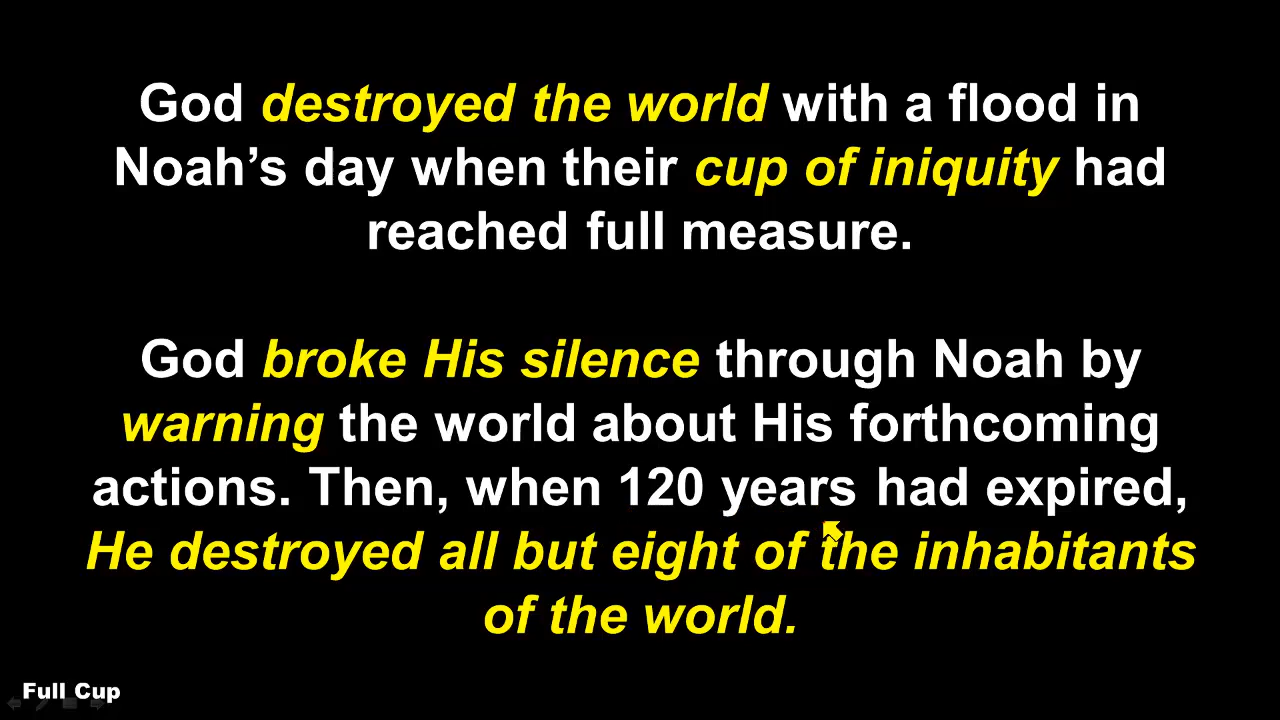 God destroyed the world with a flood in
Noah’s day when their cup of iniquity had
reached full measure.
God broke His silence through Noah by
warning the world about His forthcoming
actions. Then, when 120 years had expired,
He destroyed all but eight of the inhabitants
of the world.
Full Cup